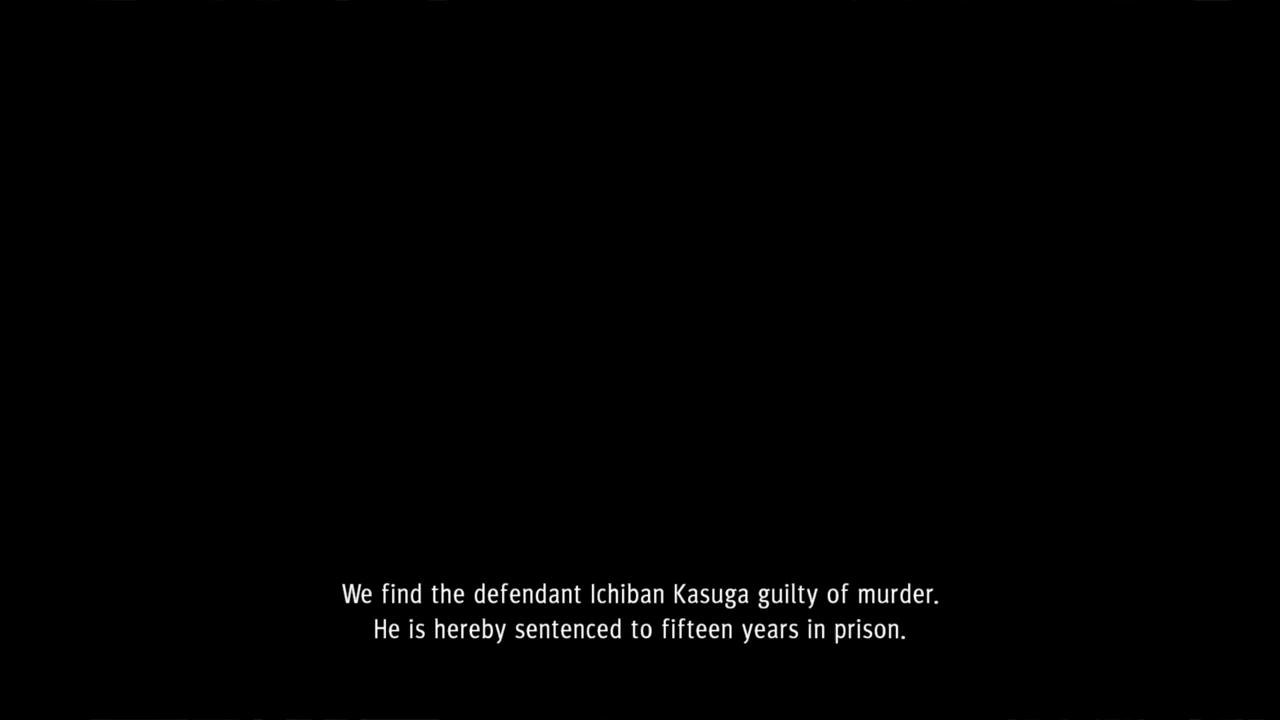 We find the defendant Ichiban Kasuga guilty of murder.
He is hereby sentenced to fifteen years in prison.